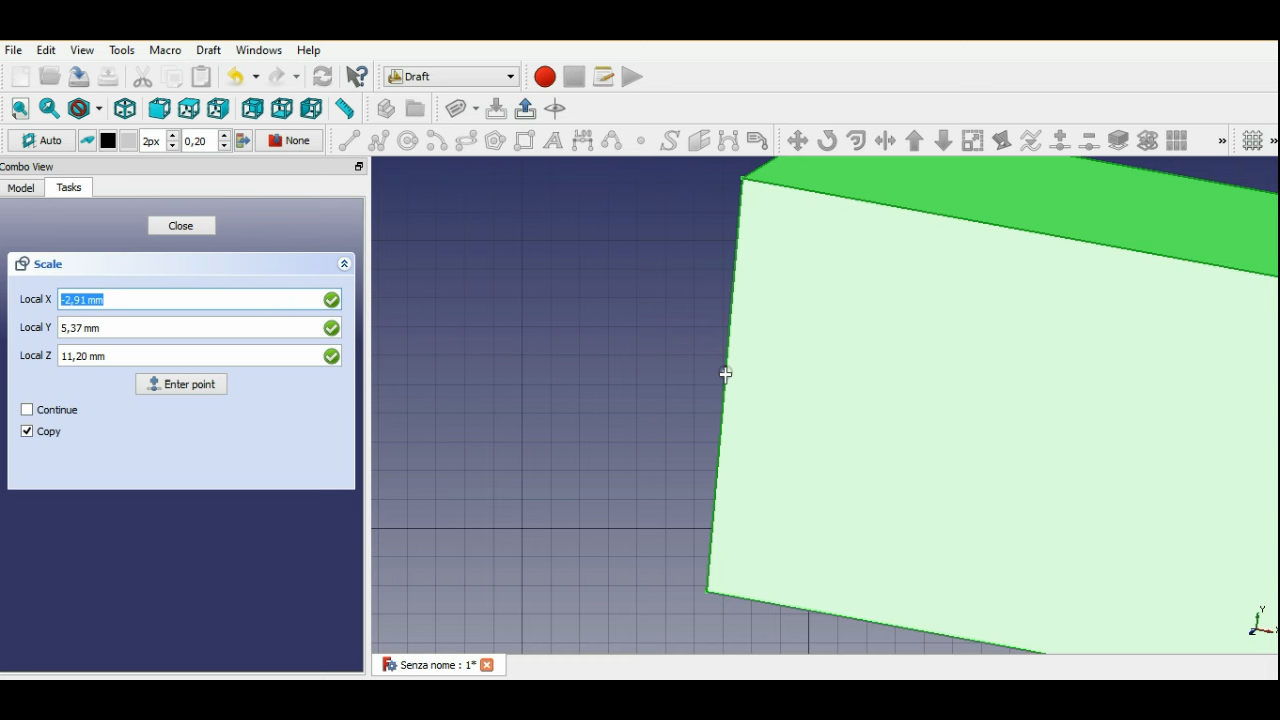 File Edit View Tools Macro Draft Windows Help
Draft
Auto 2px 0,20 None » »
Combo View
Model Tasks
Close
Scale
Local X -2,91 mm
Local Y 5,37 mm
Local Z 11,20 mm
Enter point
Continue
Copy
Y
Z X
Senza nome : 1*